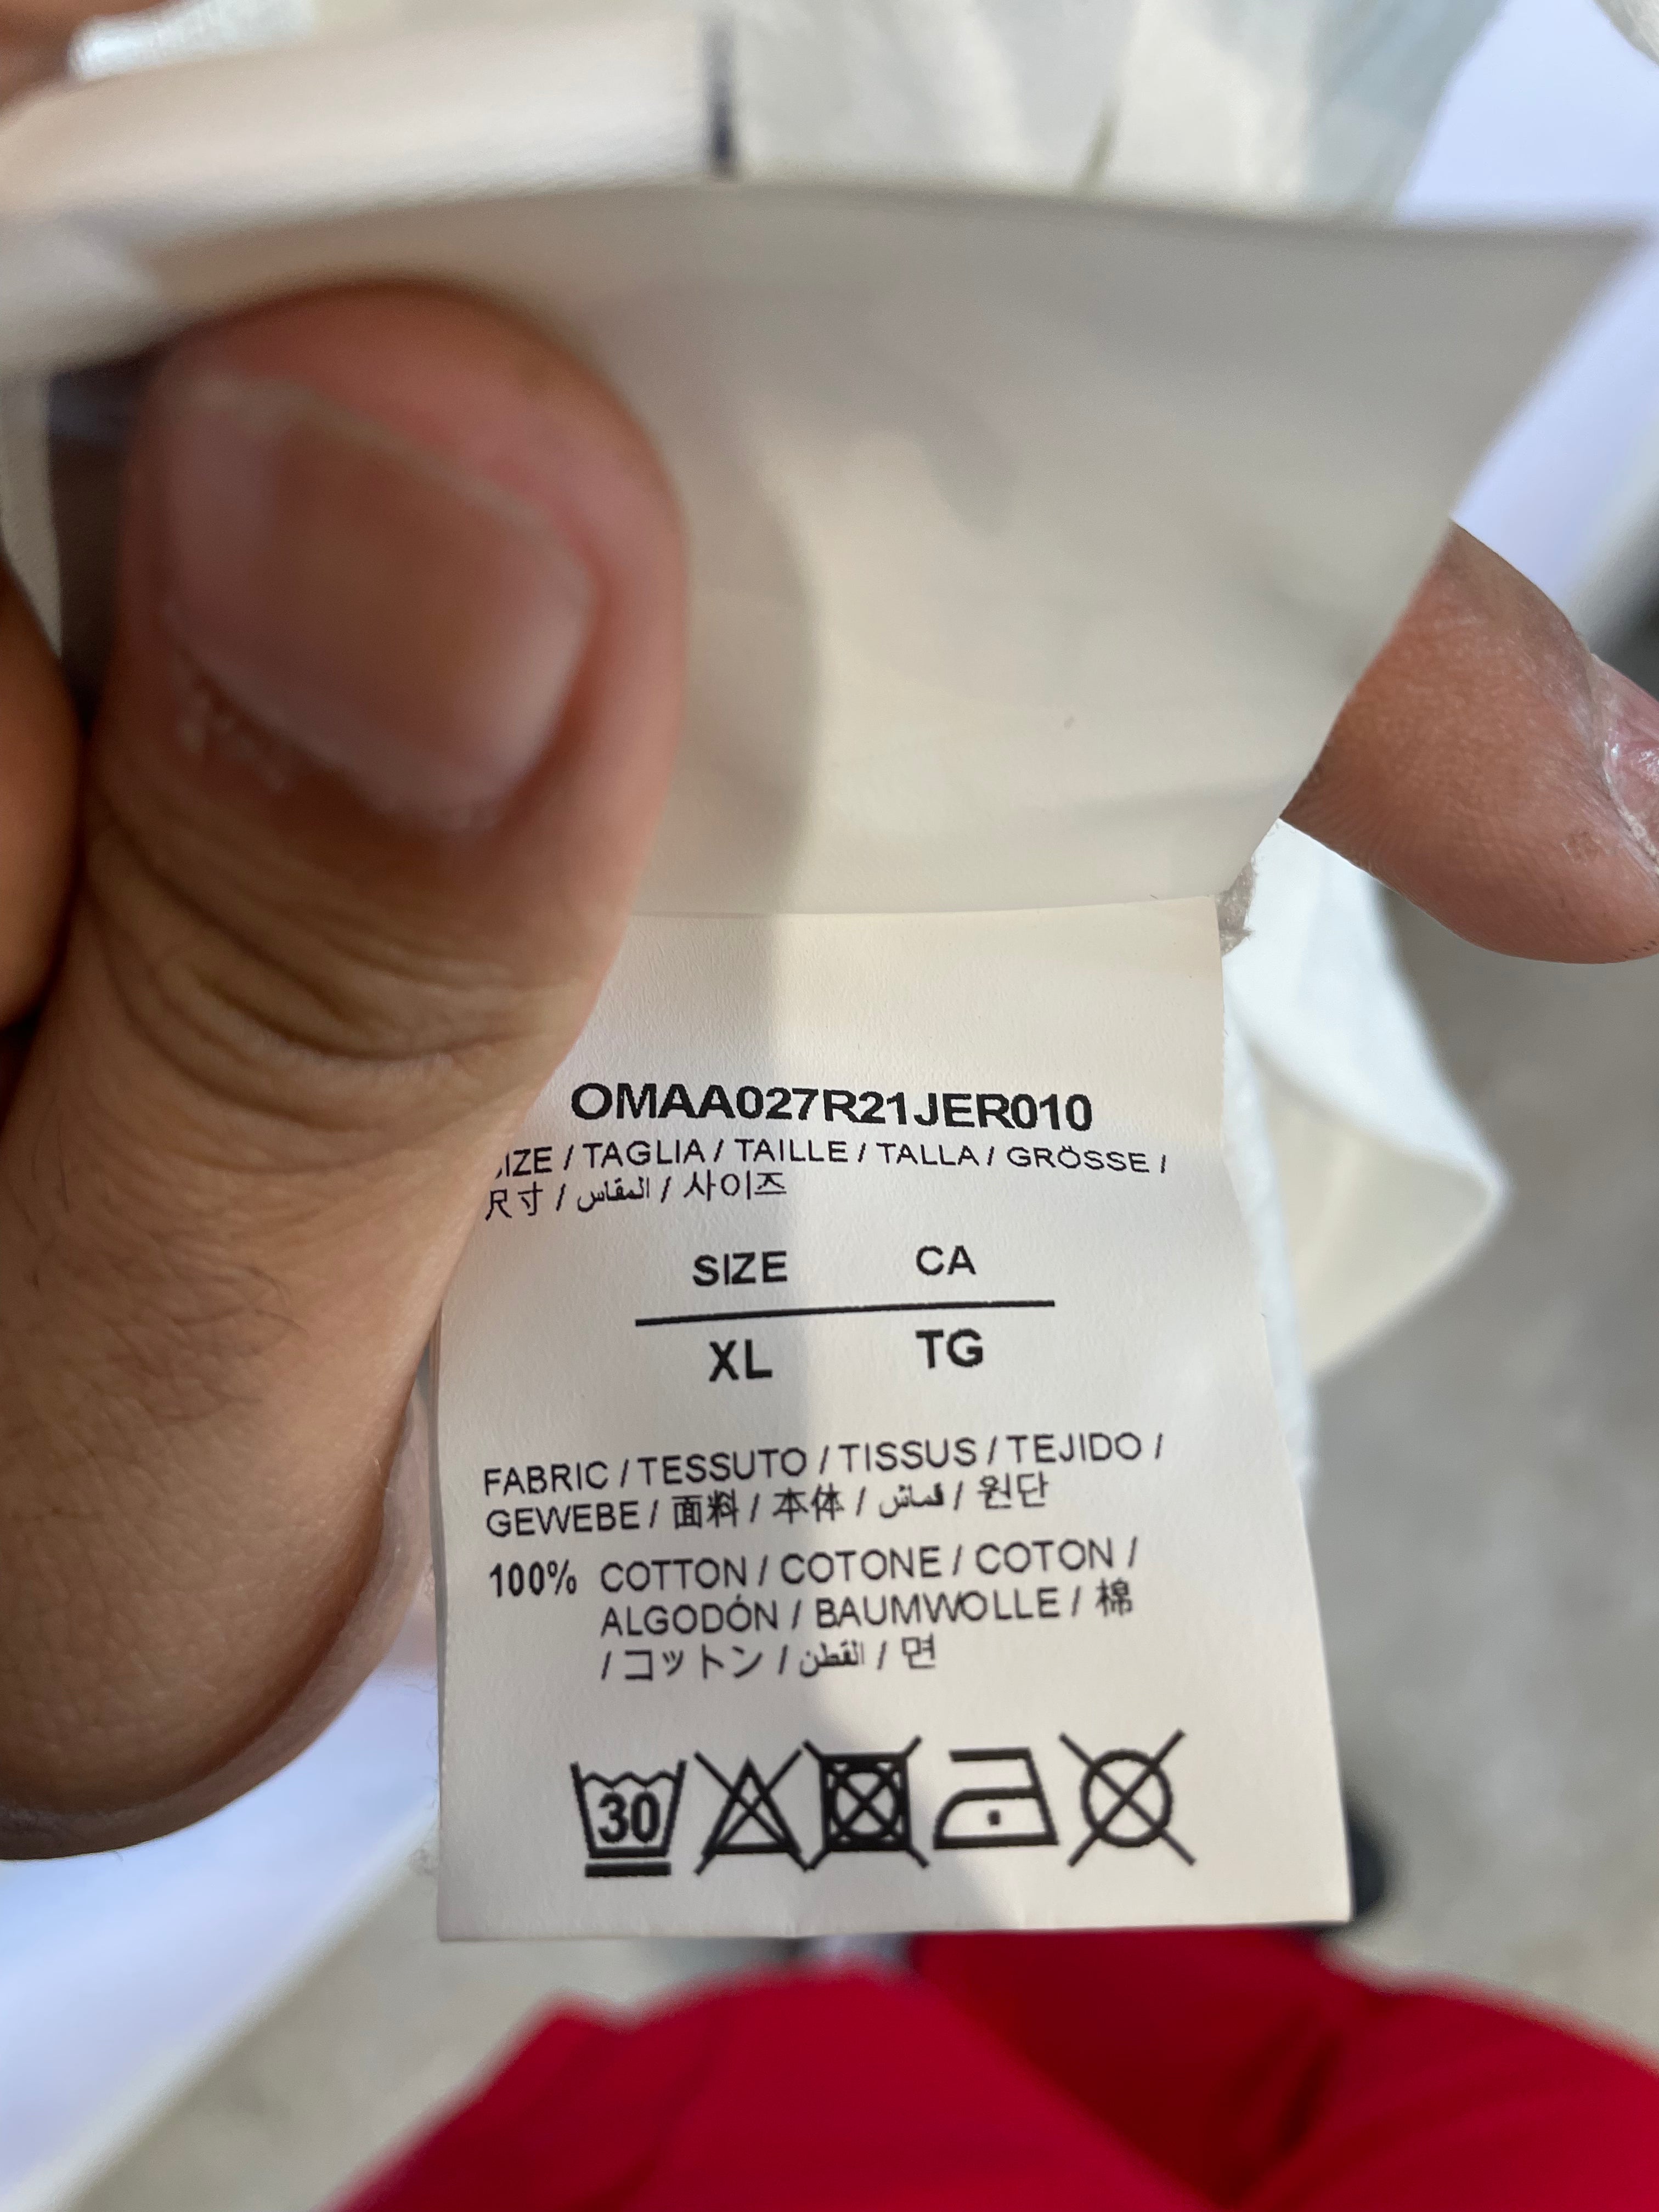 OMAA027R21JER010
SIZE / TAGLIA / TAILLE / TALLA / GRÖSSE /
尺寸 / المقاس / 사이즈
SIZE CA
XL TG
FABRIC / TESSUTO / TISSUS / TEJIDO /
GEWEBE / 面料 / 本体 / قماش / 원단
100% COTTON / COTONE / COTON /
ALGODÓN / BAUMWOLLE / 棉
/ コットン / القطن / 면
30